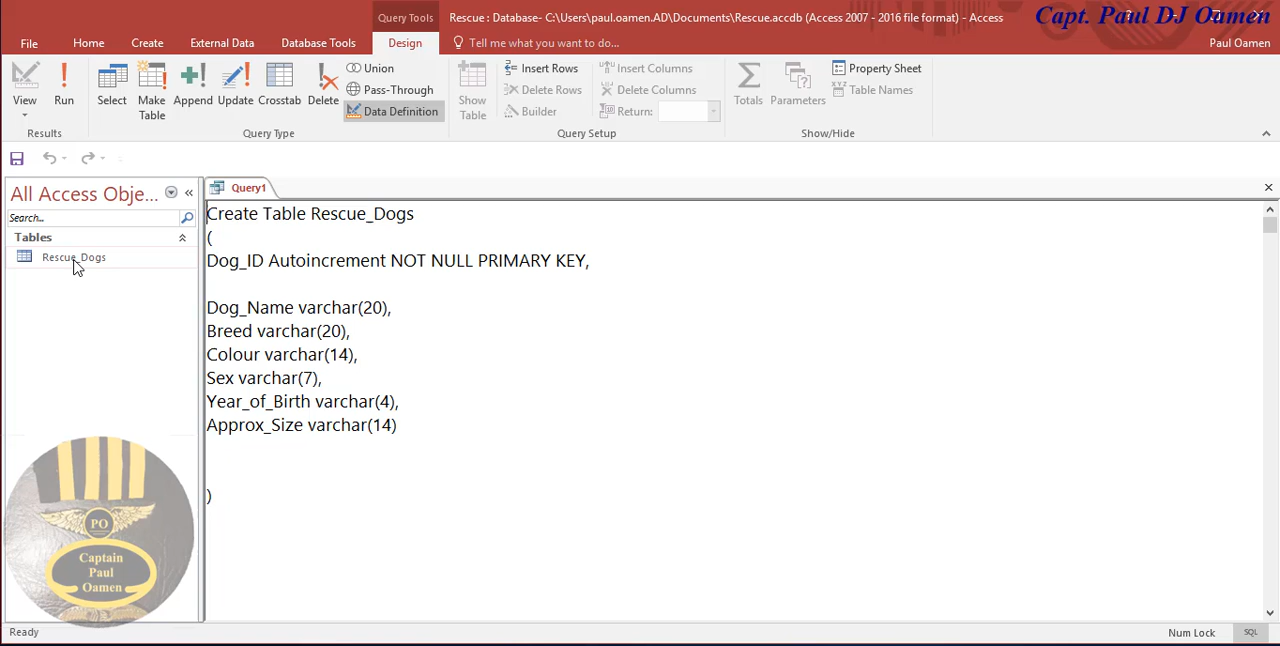 Query Tools
Rescue : Database- C:\Users\paul.oamen.AD\Documents\Rescue.accdb (Access 2007 - 2016 file format) - Access
Capt. Paul DJ Oamen
File
Home
Create
External Data
Database Tools
Design
Tell me what you want to do...
Paul Oamen
View
Run
Select
Make
Table
Append
Update
Crosstab
Delete
Union
Pass-Through
Data Definition
Show
Table
Insert Rows
Delete Rows
Builder
Insert Columns
Delete Columns
Return:
Totals
Parameters
Property Sheet
Table Names
Results
Query Type
Query Setup
Show/Hide
All Access Obje...
Search...
Tables
Rescue_Dogs
Query1
Create Table Rescue_Dogs
(
Dog_ID Autoincrement NOT NULL PRIMARY KEY,
Dog_Name varchar(20),
Breed varchar(20),
Colour varchar(14),
Sex varchar(7),
Year_of_Birth varchar(4),
Approx_Size varchar(14)
)
PO
Captain
Paul
Oamen
Ready
Num Lock
SQL